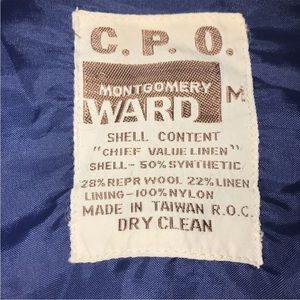 C. P. O.
MONTGOMERY
WARD M
SHELL CONTENT
"CHIEF VALUE LINEN"
SHELL-50% SYNTHETIC
28% REPR WOOL 22% LINEN
LINING-100% NYLON
MADE IN TAIWAN R.O.C.
DRY CLEAN